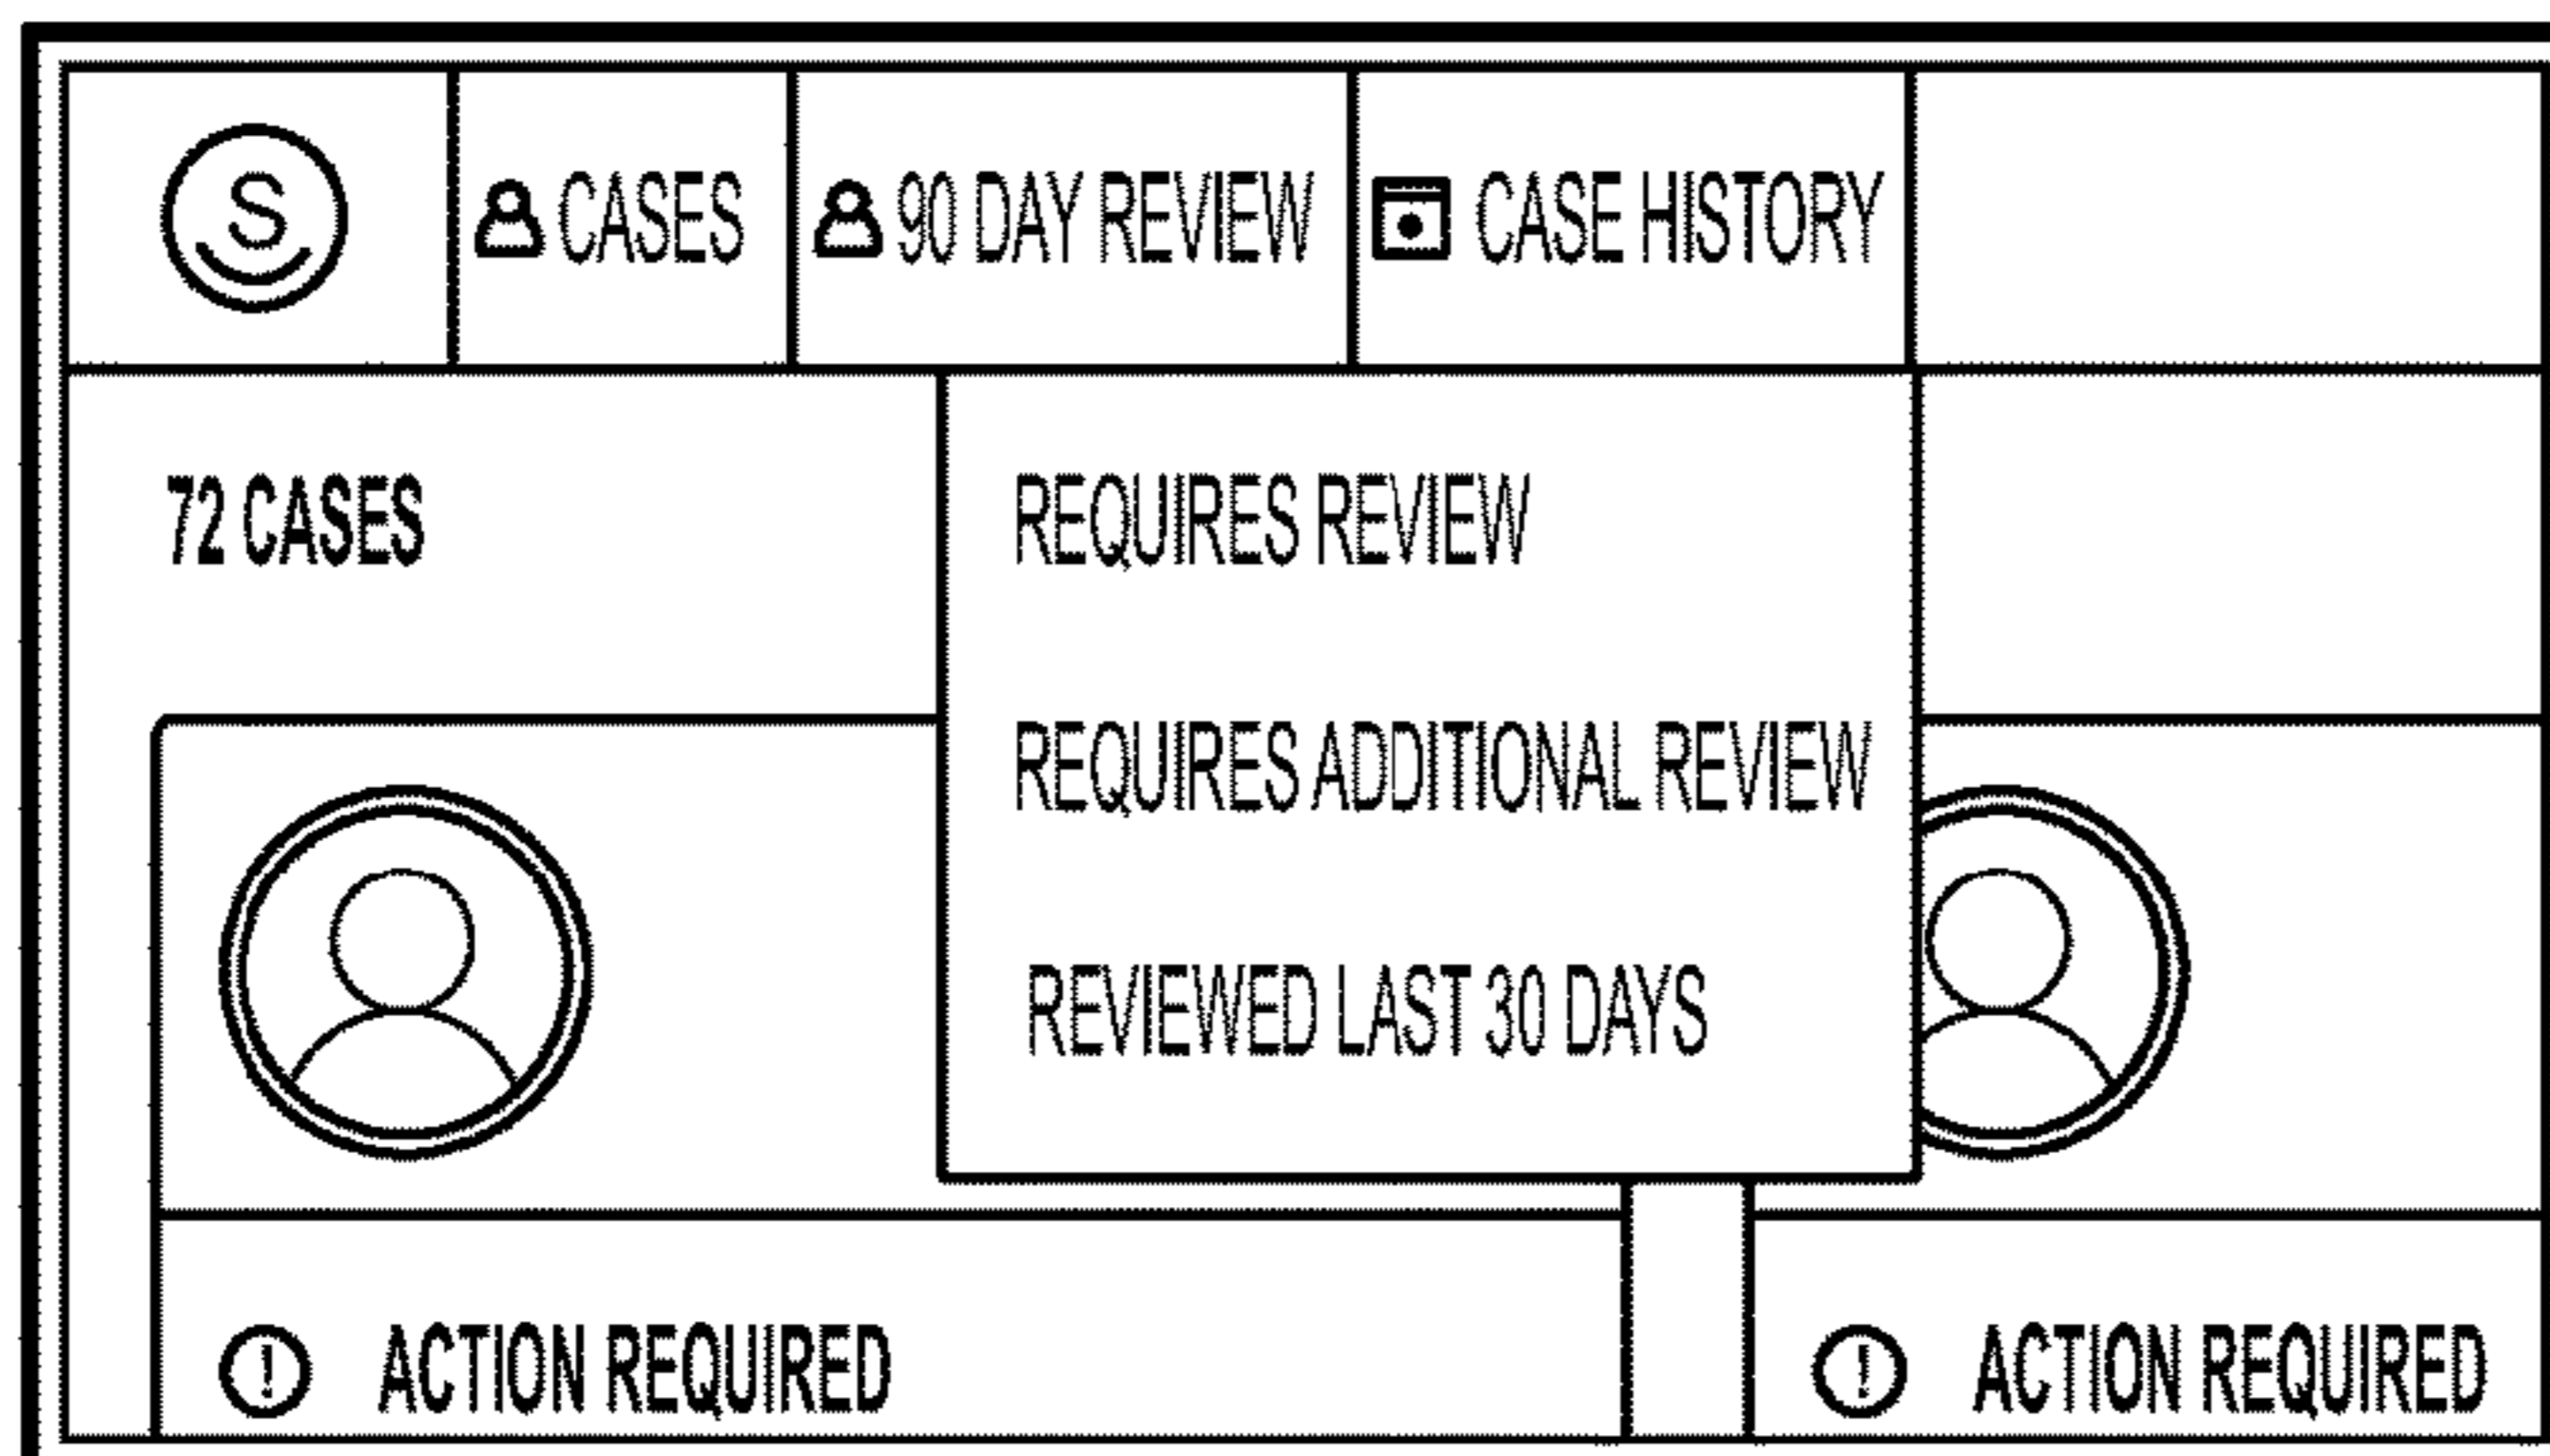 S CASES 90 DAY REVIEW CASE HISTORY
72 CASES
REQUIRES REVIEW
REQUIRES ADDITIONAL REVIEW
REVIEWED LAST 30 DAYS
! ACTION REQUIRED
! ACTION REQUIRED